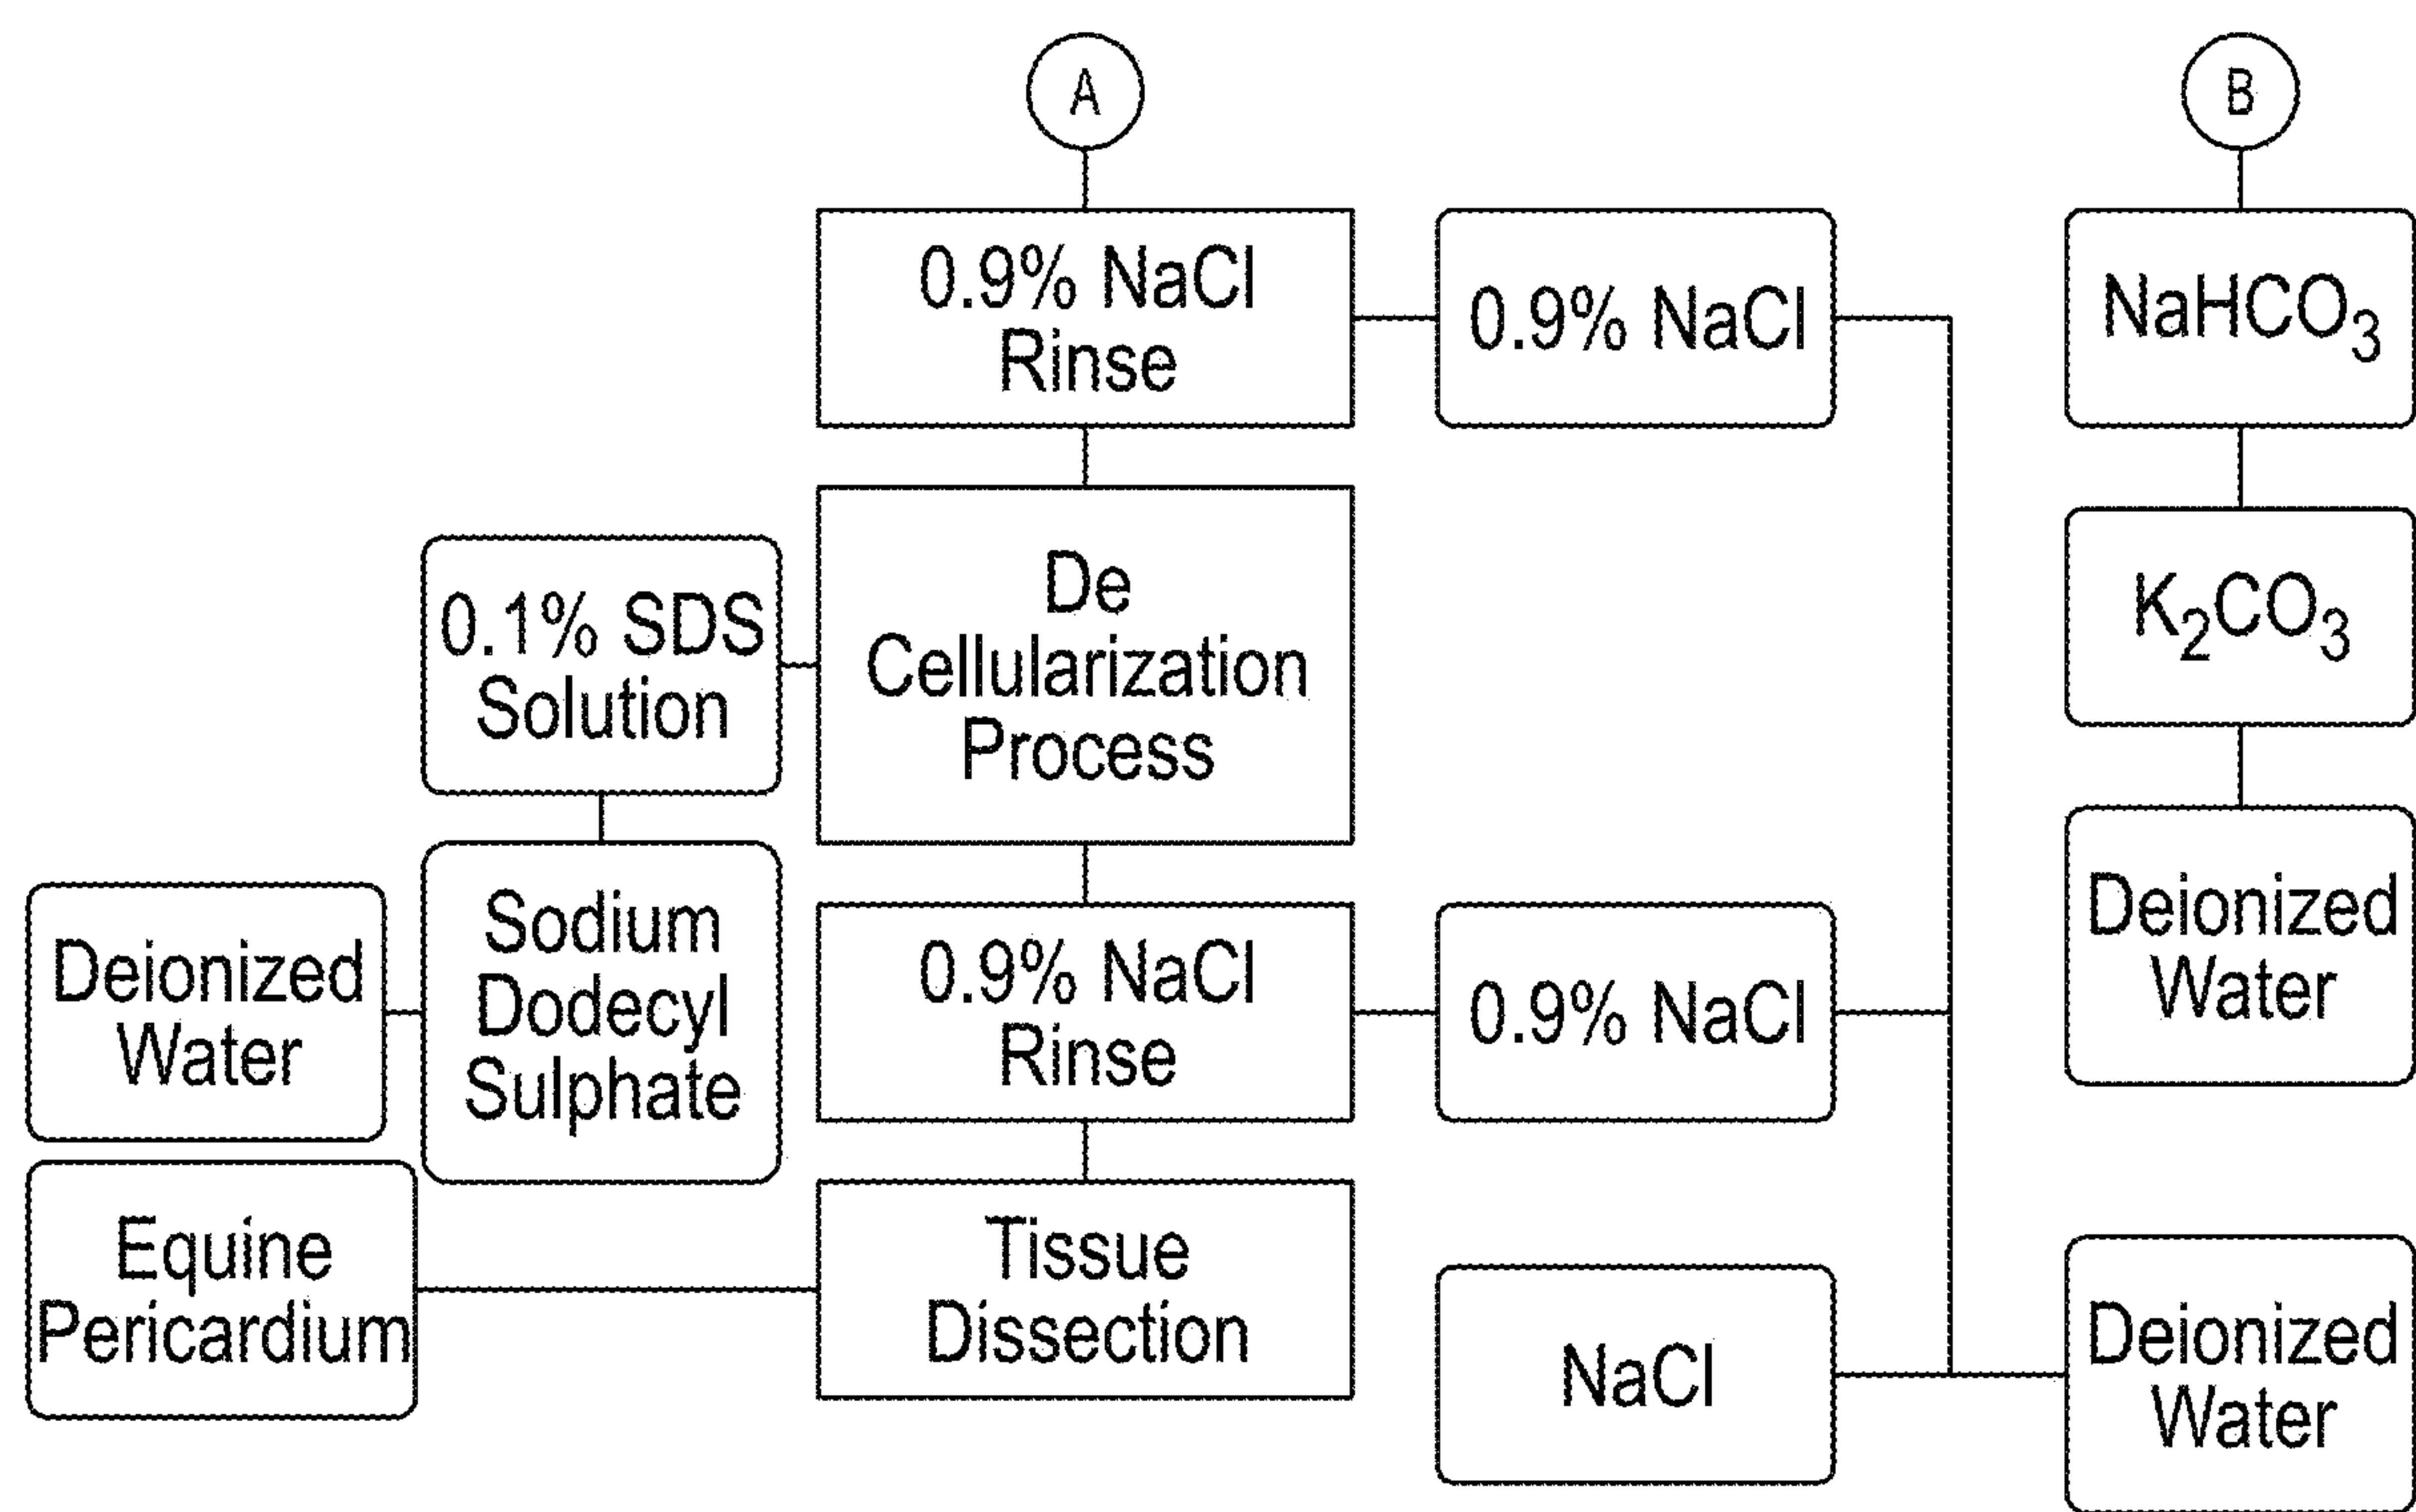 A
B
0.9% NaCl
Rinse
0.9% NaCl
NaHCO₃
0.1% SDS
Solution
De
Cellularization
Process
K₂CO₃
Deionized
Water
Sodium
Dodecyl
Sulphate
0.9% NaCl
Rinse
0.9% NaCl
Deionized
Water
Equine
Pericardium
Tissue
Dissection
NaCl
Deionized
Water